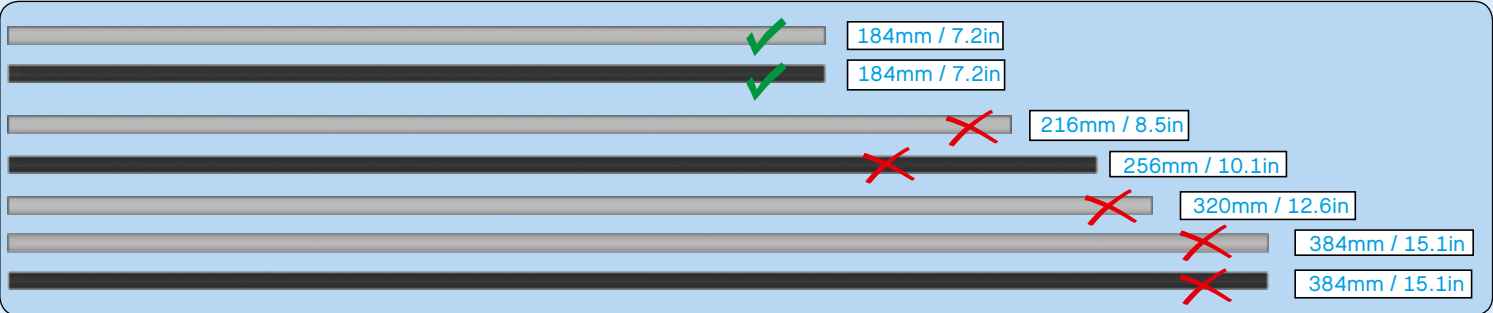 184mm / 7.2in
184mm / 7.2in
216mm / 8.5in
256mm / 10.1in
320mm / 12.6in
384mm / 15.1in
384mm / 15.1in